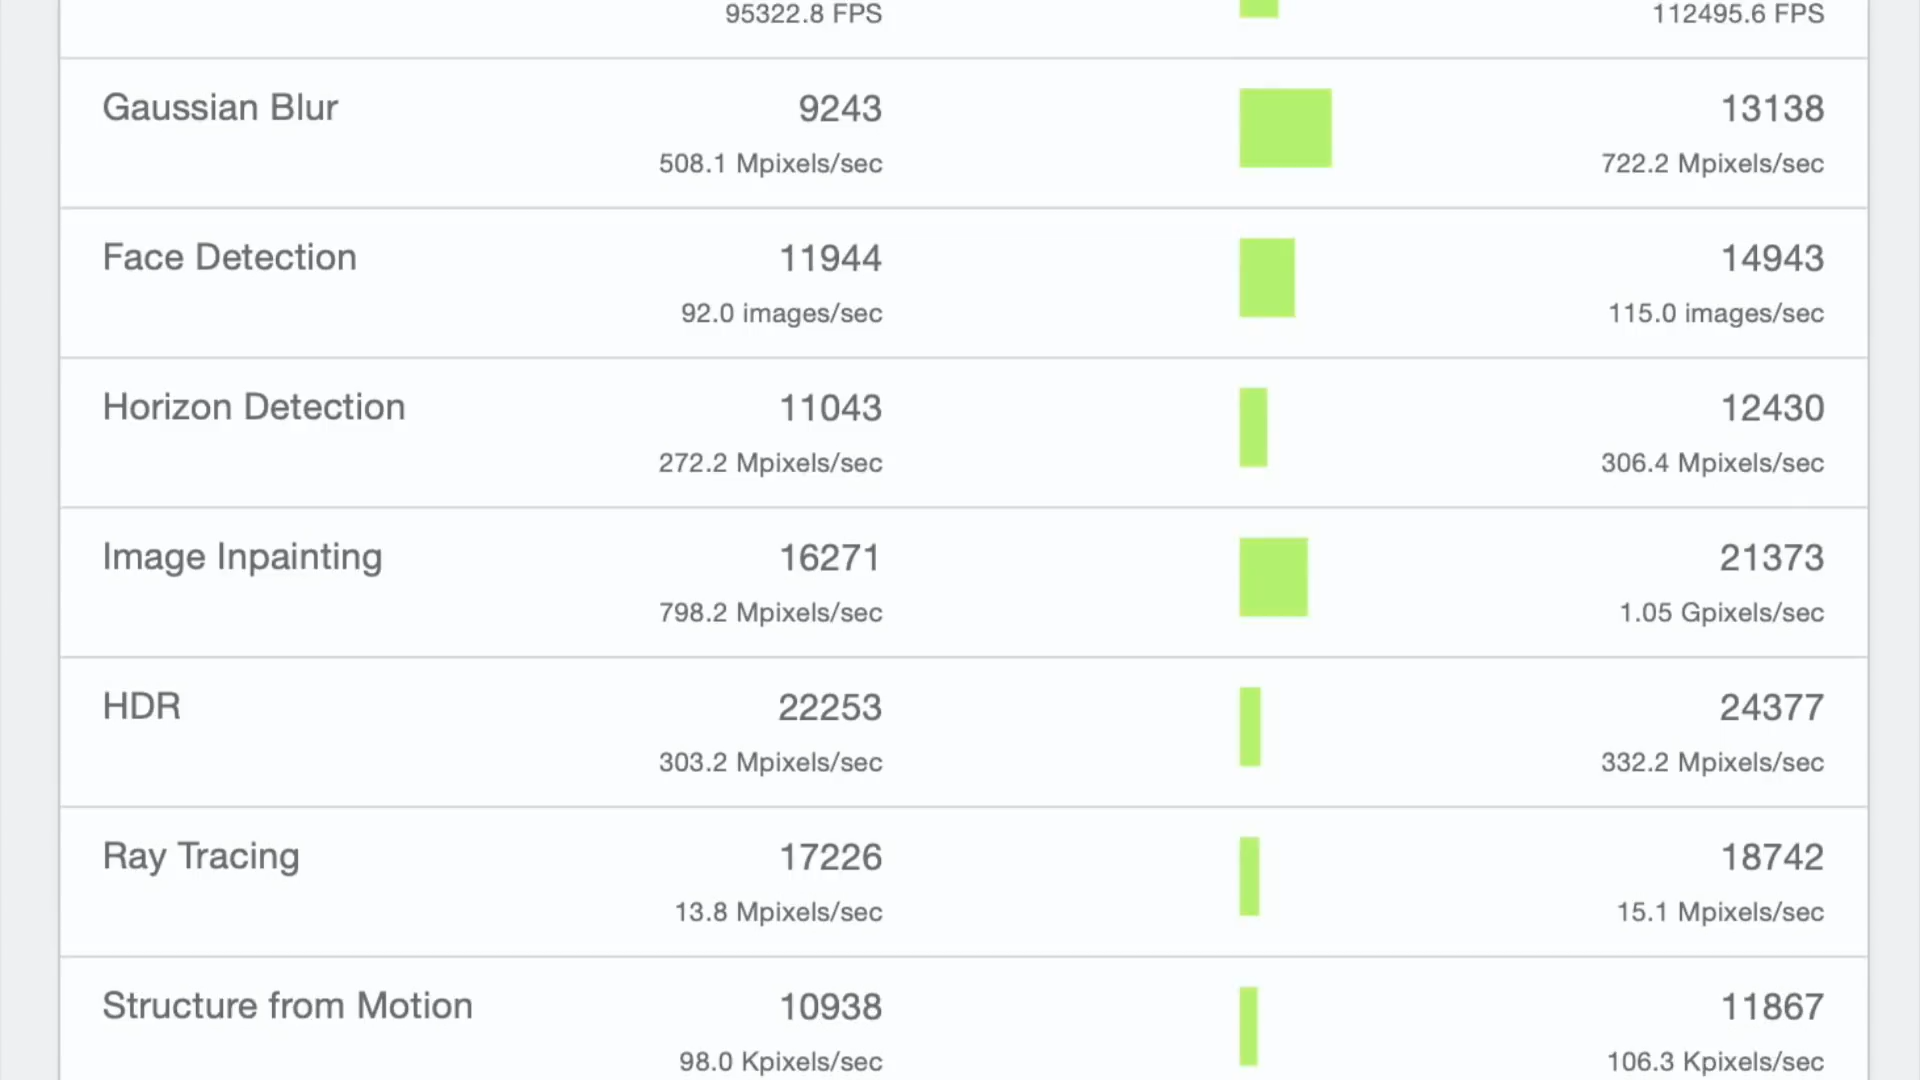 95322.8 FPS 112495.6 FPS
Gaussian Blur 9243 13138
508.1 Mpixels/sec 722.2 Mpixels/sec
Face Detection 11944 14943
92.0 images/sec 115.0 images/sec
Horizon Detection 11043 12430
272.2 Mpixels/sec 306.4 Mpixels/sec
Image Inpainting 16271 21373
798.2 Mpixels/sec 1.05 Gpixels/sec
HDR 22253 24377
303.2 Mpixels/sec 332.2 Mpixels/sec
Ray Tracing 17226 18742
13.8 Mpixels/sec 15.1 Mpixels/sec
Structure from Motion 10938 11867
98.0 Kpixels/sec 106.3 Kpixels/sec